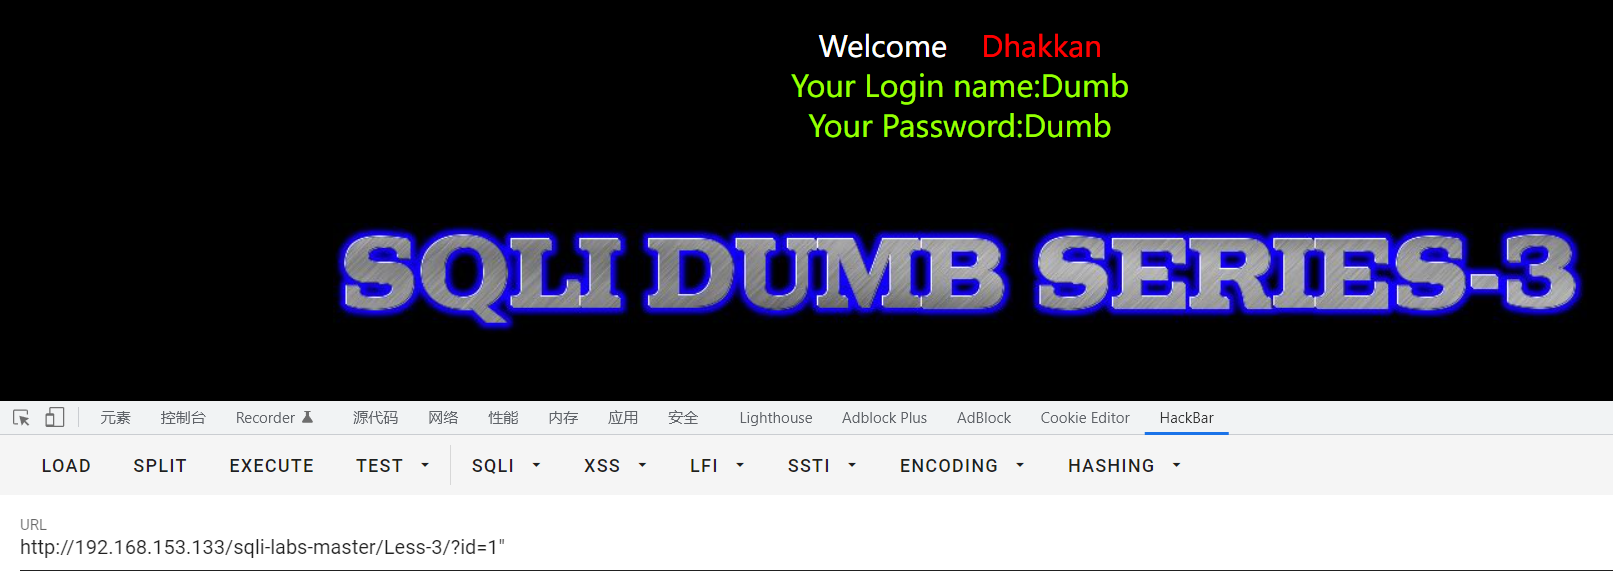 Welcome Dhakkan
Your Login name:Dumb
Your Password:Dumb
SQLI DUMB SERIES-3
元素 控制台 Recorder 源代码 网络 性能 内存 应用 安全 Lighthouse Adblock Plus AdBlock Cookie Editor HackBar
LOAD SPLIT EXECUTE TEST SQLI XSS LFI SSTI ENCODING HASHING
URL
http://192.168.153.133/sqli-labs-master/Less-3/?id=1"